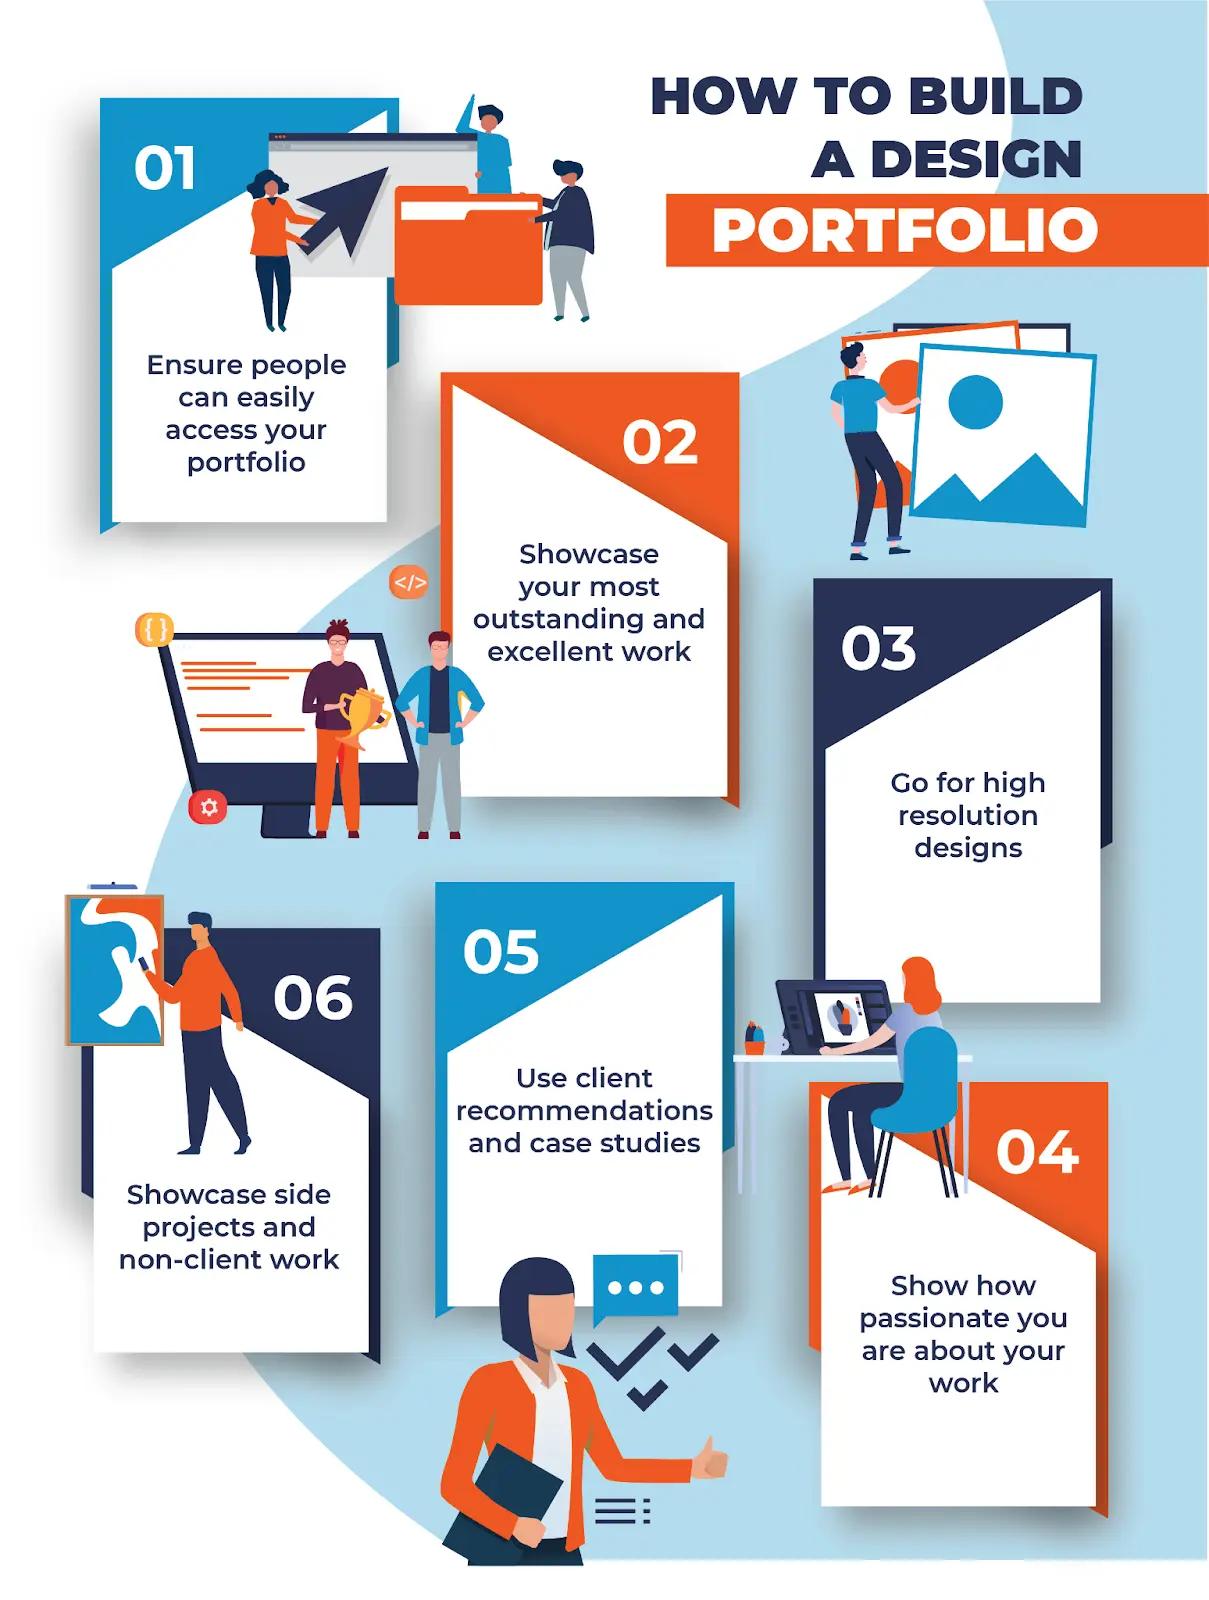 HOW TO BUILD
A DESIGN
PORTFOLIO
01
Ensure people
can easily
access your
portfolio
02
Showcase
your most
outstanding and
excellent work
{ }
</>
03
Go for high
resolution
designs
04
Show how
passionate you
are about your
work
05
Use client
recommendations
and case studies
06
Showcase side
projects and
non-client work